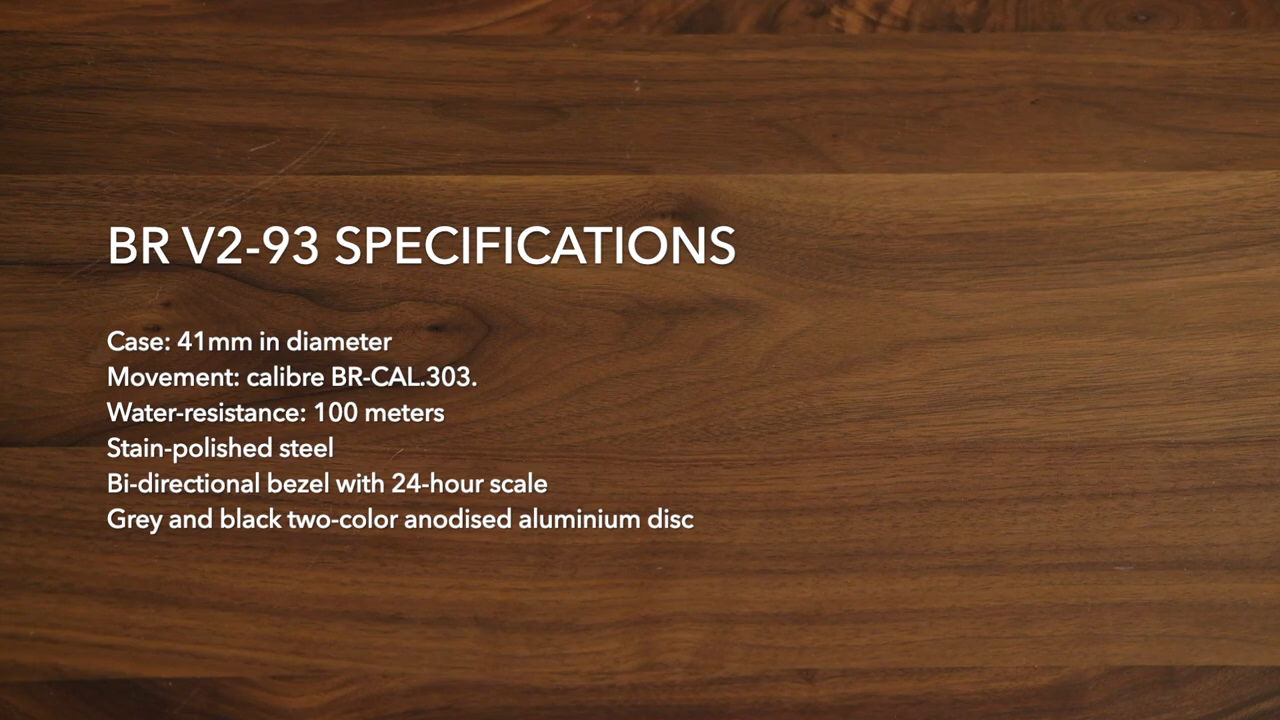 BR V2-93 SPECIFICATIONS
Case: 41mm in diameter
Movement: calibre BR-CAL.303.
Water-resistance: 100 meters
Stain-polished steel
Bi-directional bezel with 24-hour scale
Grey and black two-color anodised aluminium disc